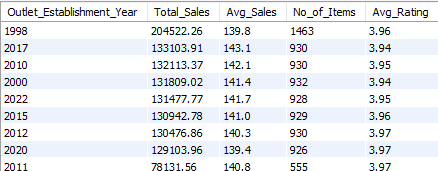 Outlet_Establishment_Year Total_Sales Avg_Sales No_of_Items Avg_Rating
1998 204522.26 139.8 1463 3.96
2017 133103.91 143.1 930 3.94
2010 132113.37 142.1 930 3.95
2000 131809.02 141.4 932 3.94
2022 131477.77 141.7 928 3.95
2015 130942.78 141.0 929 3.96
2012 130476.86 140.3 930 3.97
2020 129103.96 139.4 926 3.97
2011 78131.56 140.8 555 3.97